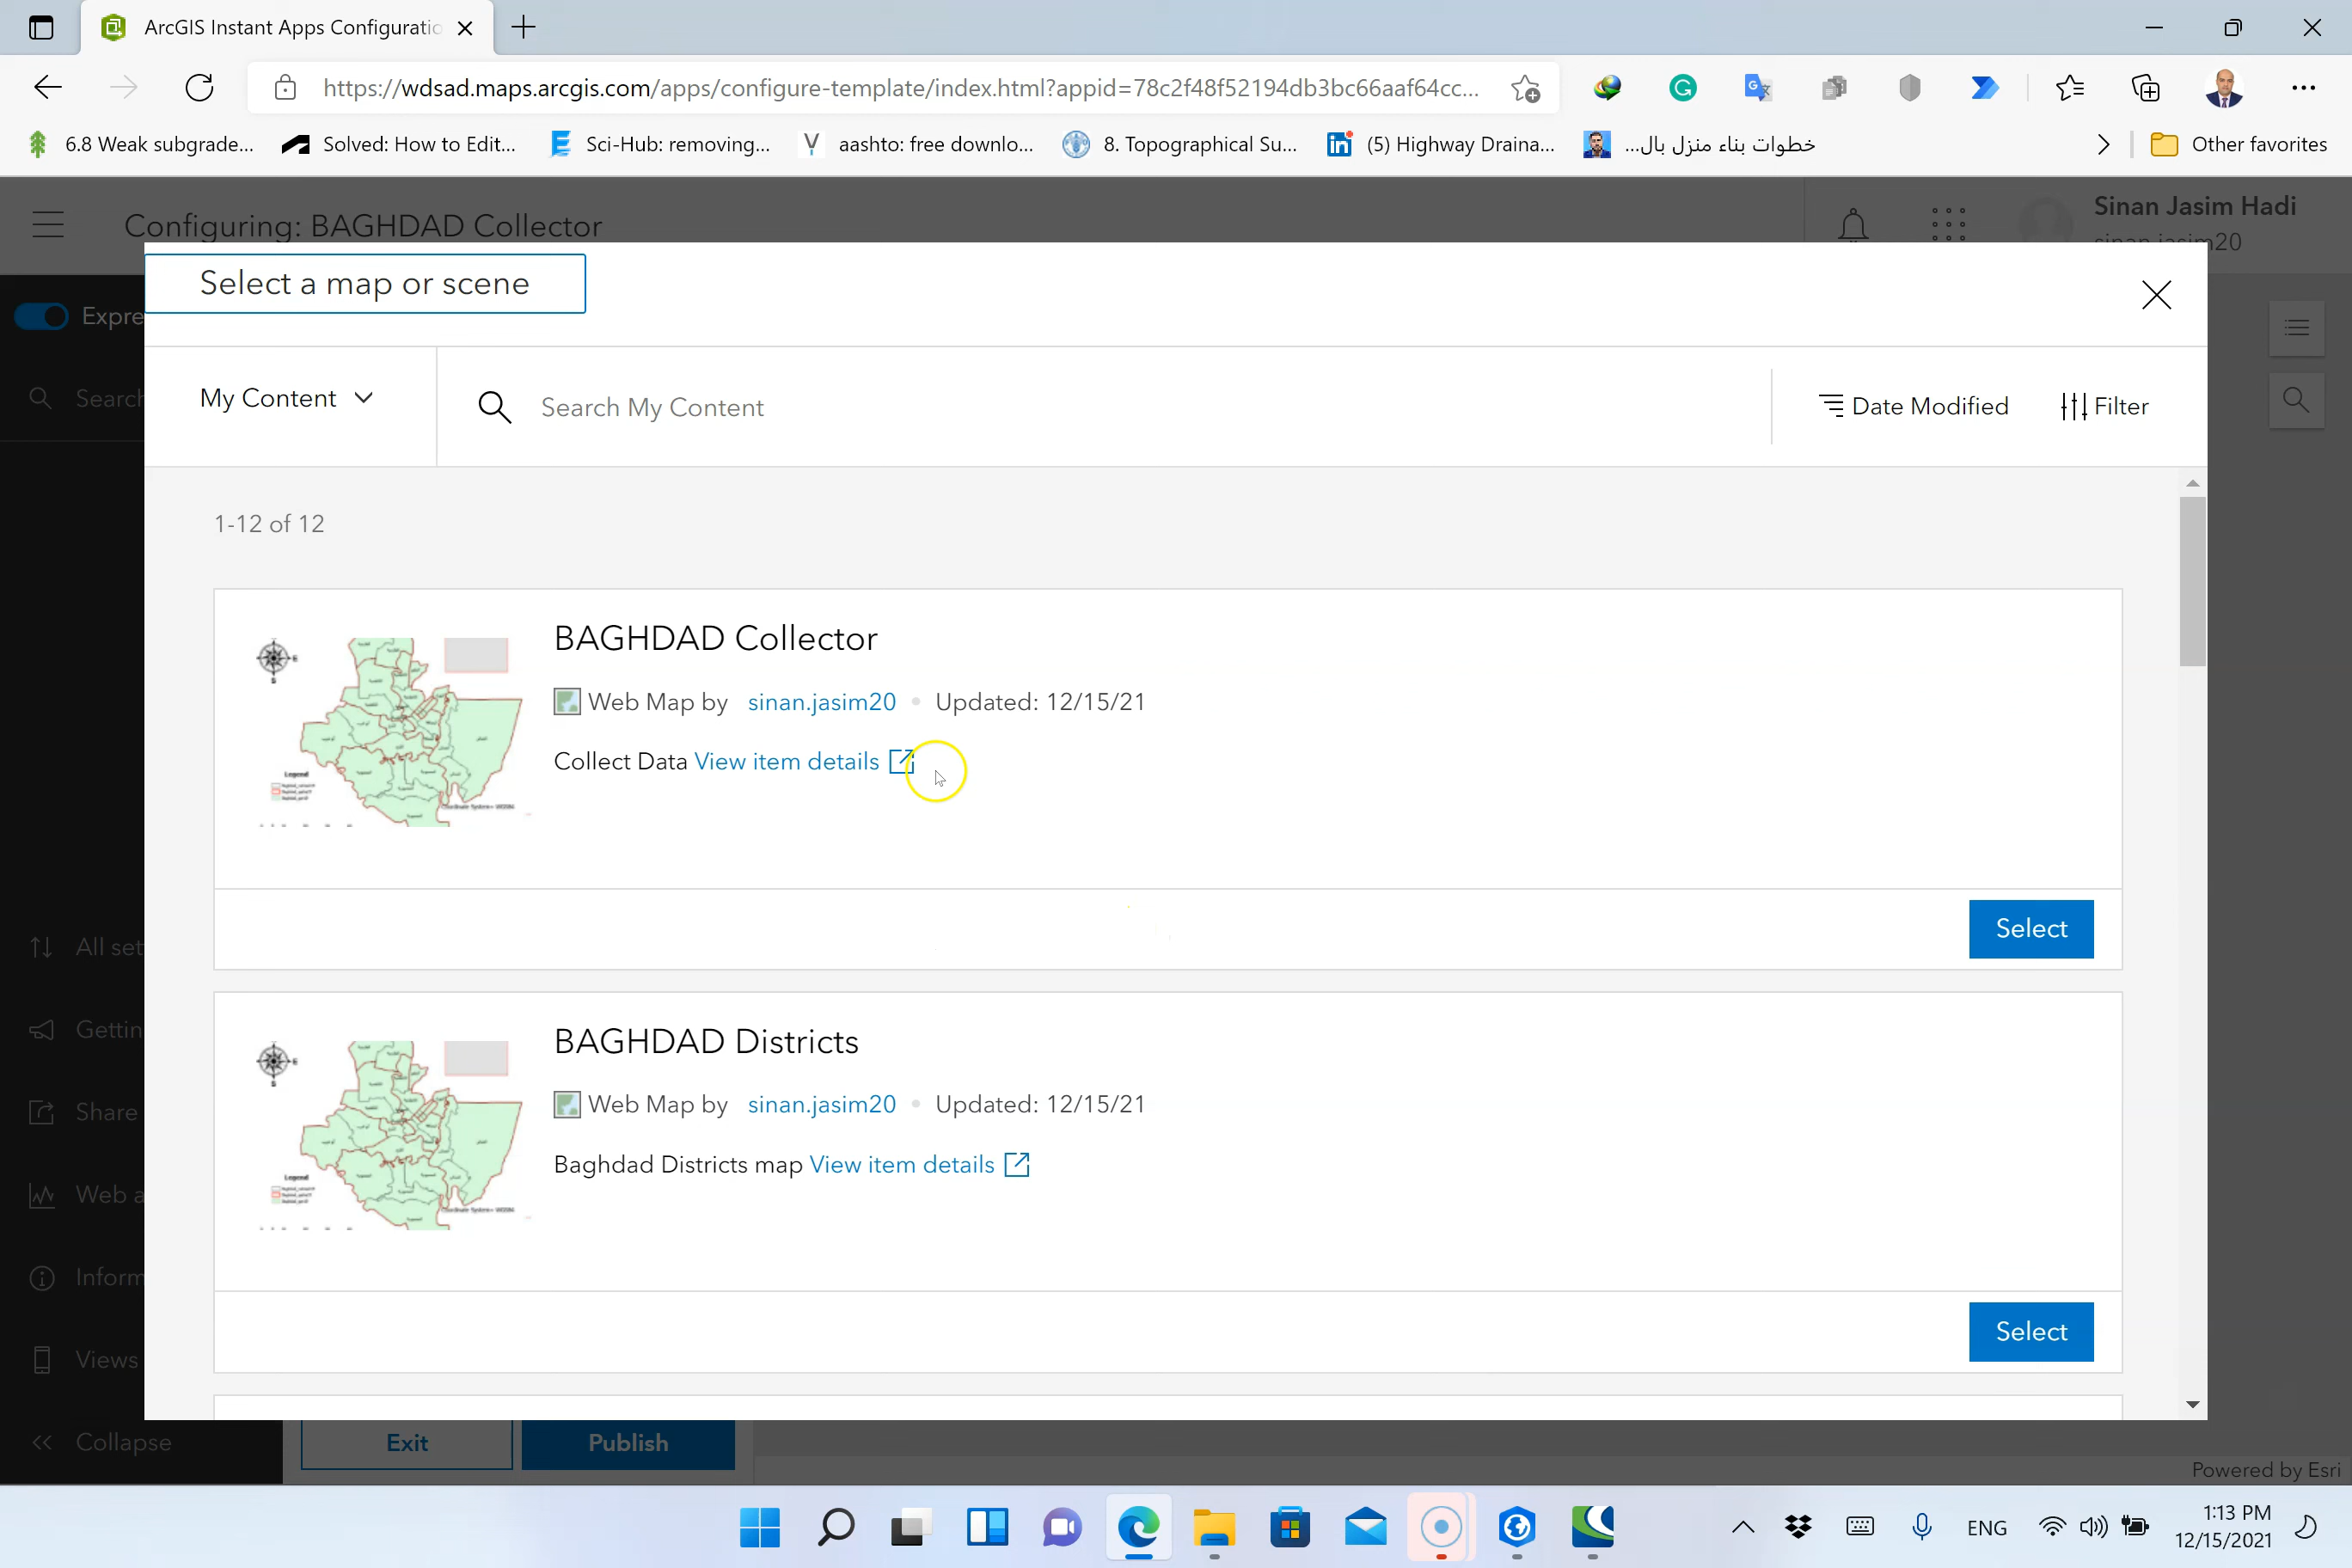 ArcGIS Instant Apps Configuratio
https://wdsad.maps.arcgis.com/apps/configure-template/index.html?appid=78c2f48f52194db3bc66aaf64cc...
6.8 Weak subgrade...
Solved: How to Edit...
Sci-Hub: removing...
aashto: free downlo...
8. Topographical Su...
(5) Highway Draina...
خطوات بناء منزل بال...
Other favorites
Configuring: BAGHDAD Collector
Sinan Jasim Hadi
sinan.jasim20
Select a map or scene
Expre
Search
My Content
Search My Content
Date Modified
Filter
1-12 of 12
BAGHDAD Collector
Web Map by sinan.jasim20 • Updated: 12/15/21
Collect Data View item details
Select
BAGHDAD Districts
Web Map by sinan.jasim20 • Updated: 12/15/21
Baghdad Districts map View item details
Select
All set
Gettin
Share
Web a
Inform
Views
Collapse
Exit
Publish
Powered by Esri
ENG
1:13 PM
12/15/2021